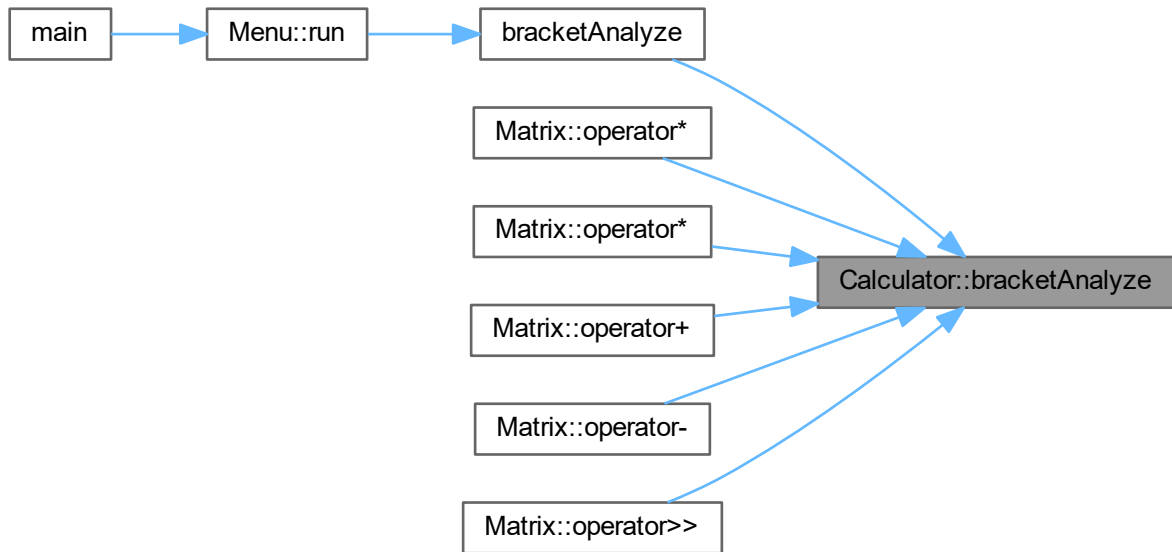 main
Menu::run
bracketAnalyze
Matrix::operator*
Matrix::operator*
Calculator::bracketAnalyze
Matrix::operator+
Matrix::operator-
Matrix::operator>>